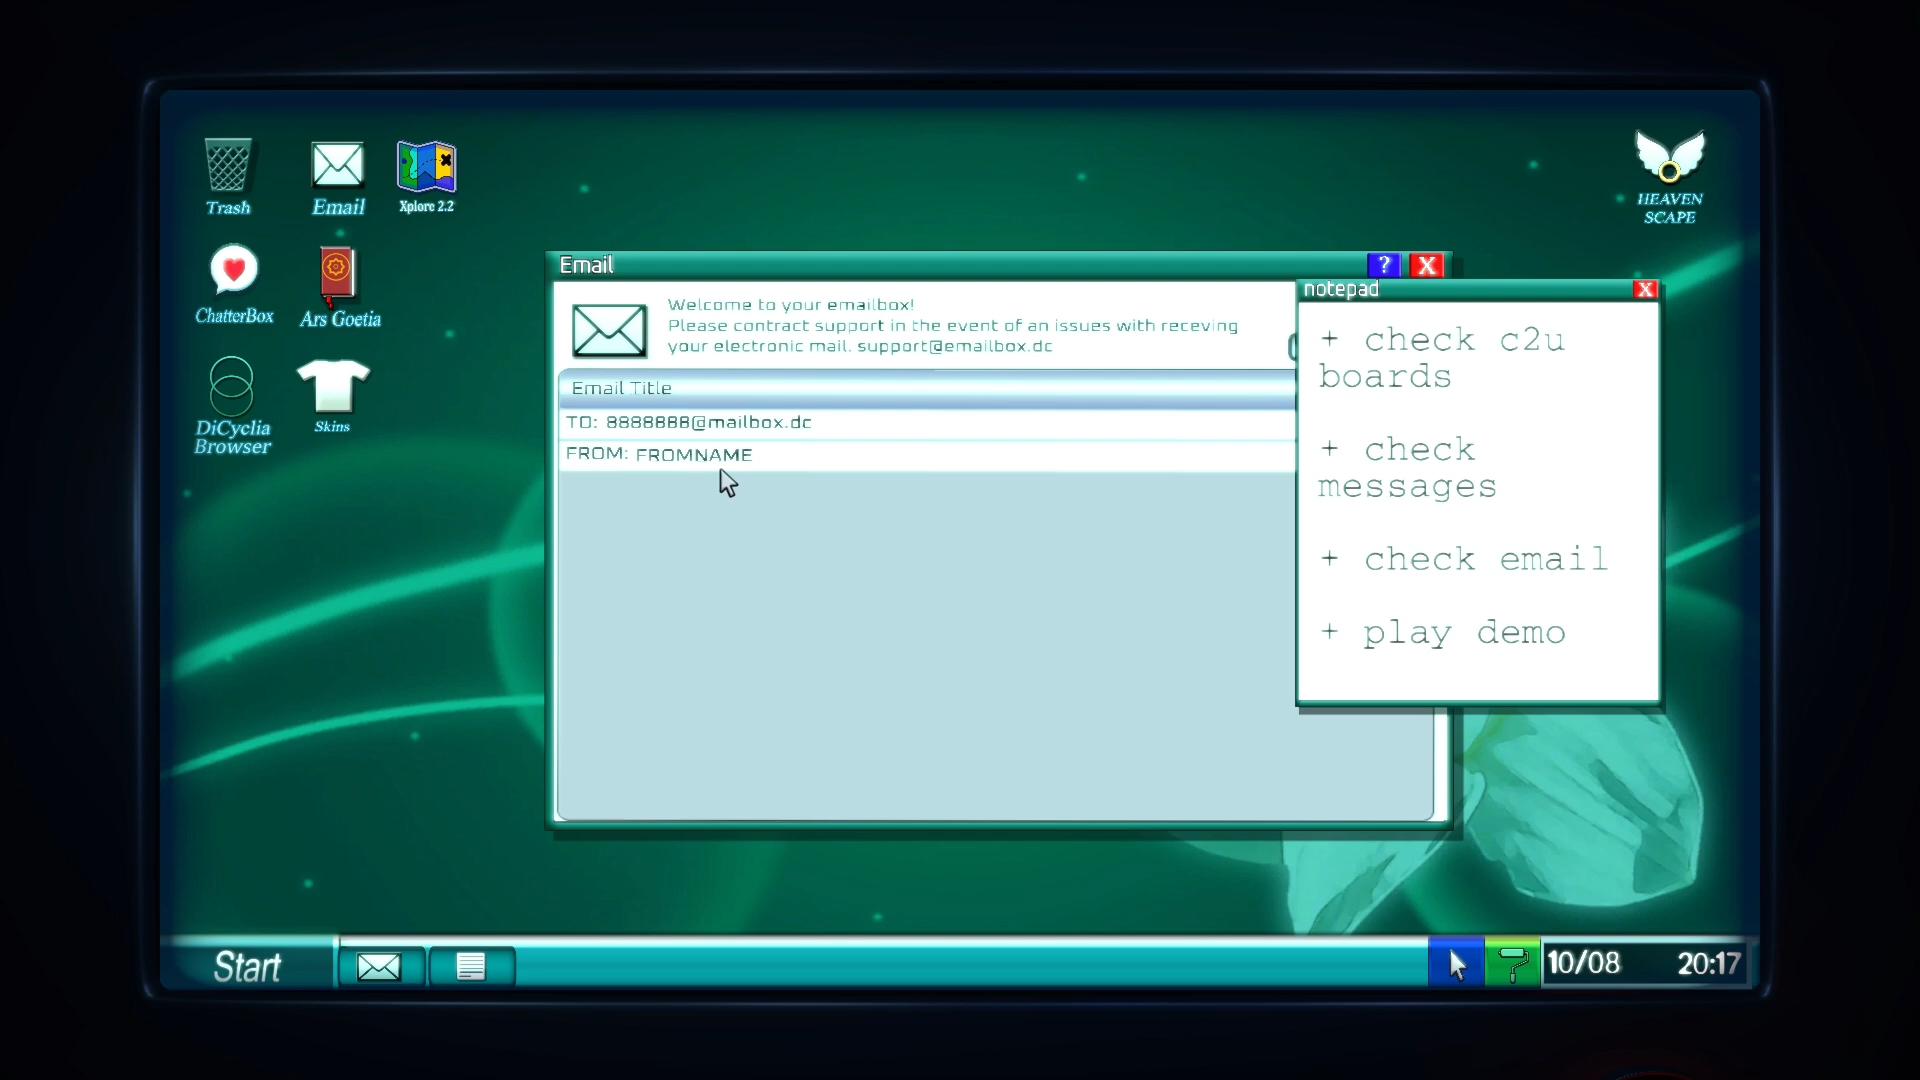 Trash
Email
Xplore 2.2
HEAVEN
SCAPE
ChatterBox
Ars Goetia
DiCyclia
Browser
Skins
Email
?
X
Welcome to your emailbox!
Please contract support in the event of an issues with receving
your electronic mail. support@emailbox.dc
Email Title
TO: 8888888@mailbox.dc
FROM: FROMNAME
notepad
X
+ check c2u
boards
+ check
messages
+ check email
+ play demo
Start
10/08
20:17